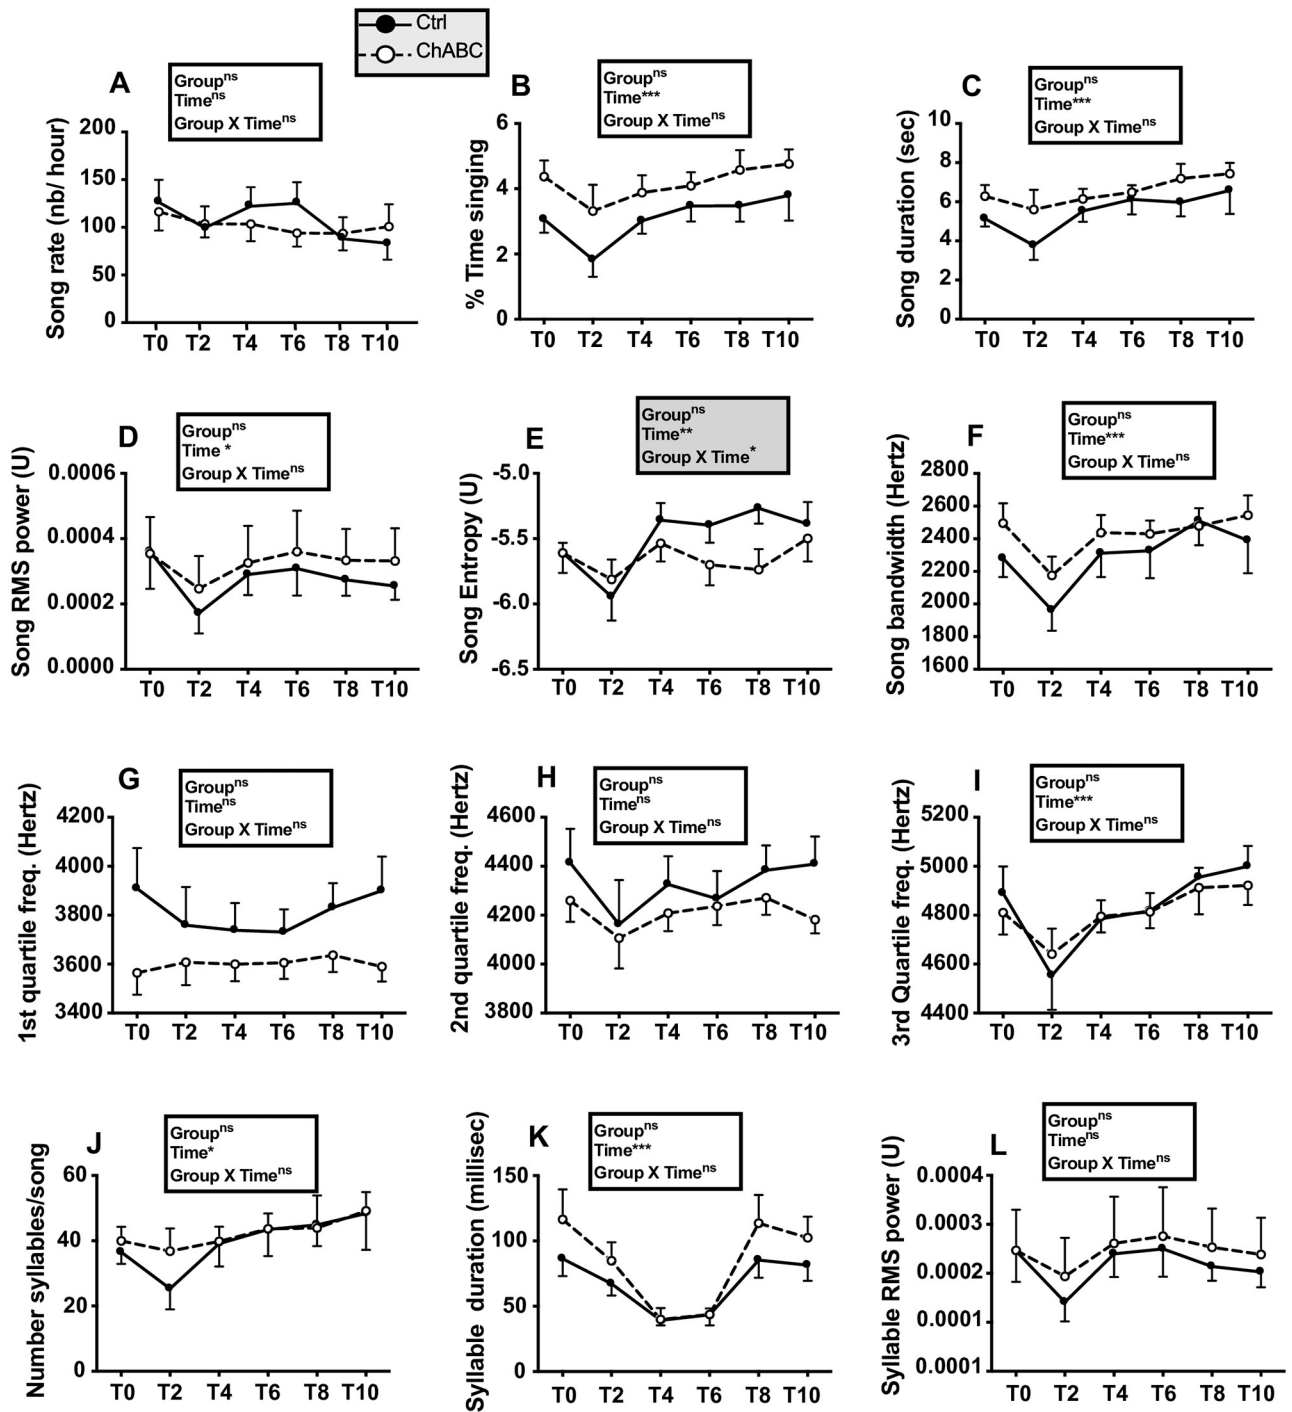 Ctrl
ChABC
A
Group^ns
Time^ns
Group X Time^ns
Song rate (nb/ hour)
200
150
100
50
0
T0 T2 T4 T6 T8 T10
B
Group^ns
Time***
Group X Time^ns
% Time singing
6
4
2
0
T0 T2 T4 T6 T8 T10
C
Group^ns
Time***
Group X Time^ns
Song duration (sec)
10
8
6
4
2
0
T0 T2 T4 T6 T8 T10
D
Group^ns
Time *
Group X Time^ns
Song RMS power (U)
0.0006
0.0004
0.0002
0.0000
T0 T2 T4 T6 T8 T10
E
Group^ns
Time**
Group X Time*
Song Entropy (U)
-5.0
-5.5
-6.0
-6.5
T0 T2 T4 T6 T8 T10
F
Group^ns
Time***
Group X Time^ns
Song bandwidth (Hertz)
2800
2600
2400
2200
2000
1800
1600
T0 T2 T4 T6 T8 T10
G
Group^ns
Time^ns
Group X Time^ns
1st quartile freq. (Hertz)
4200
4000
3800
3600
3400
T0 T2 T4 T6 T8 T10
H
Group^ns
Time^ns
Group X Time^ns
2nd quartile freq. (Hertz)
4600
4400
4200
4000
3800
T0 T2 T4 T6 T8 T10
I
Group^ns
Time***
Group X Time^ns
3rd Quartile freq. (Hertz)
5200
5000
4800
4600
4400
T0 T2 T4 T6 T8 T10
J
Group^ns
Time*
Group X Time^ns
Number syllables/song
60
40
20
0
T0 T2 T4 T6 T8 T10
K
Group^ns
Time***
Group X Time^ns
Syllable duration (millisec)
150
100
50
0
T0 T2 T4 T6 T8 T10
L
Group^ns
Time^ns
Group X Time^ns
Syllable RMS power (U)
0.0004
0.0003
0.0002
0.0001
0.0001
T0 T2 T4 T6 T8 T10